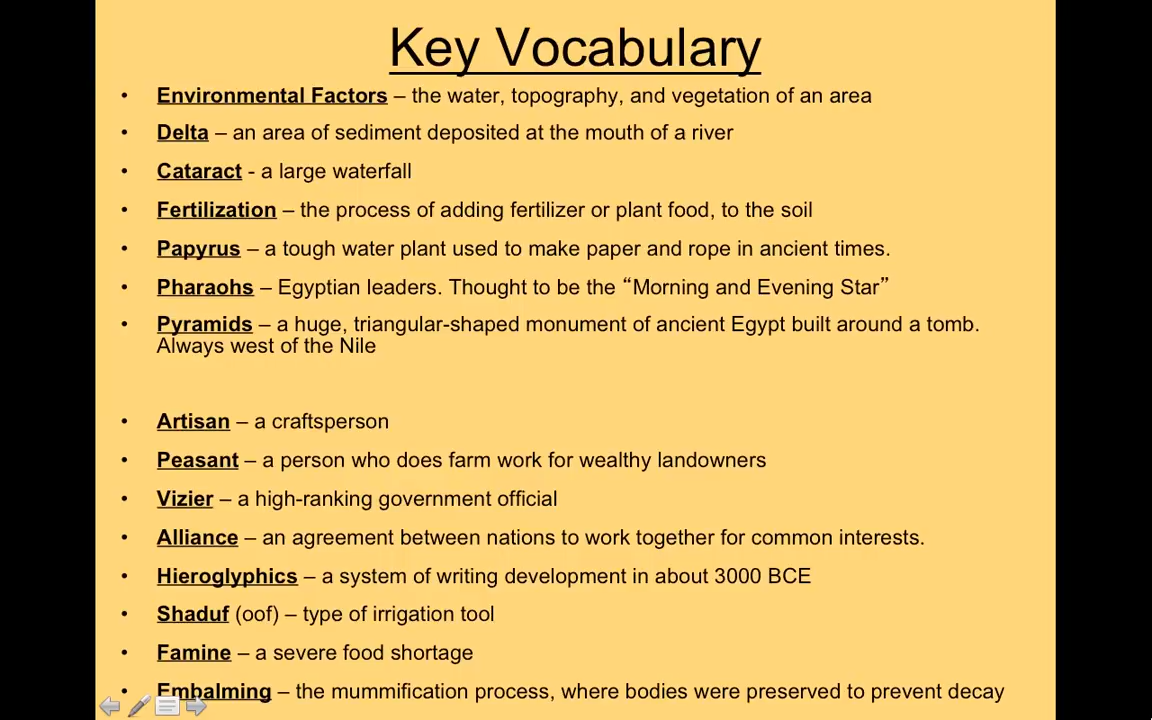 Key Vocabulary
• Environmental Factors – the water, topography, and vegetation of an area
• Delta – an area of sediment deposited at the mouth of a river
• Cataract - a large waterfall
• Fertilization – the process of adding fertilizer or plant food, to the soil
• Papyrus – a tough water plant used to make paper and rope in ancient times.
• Pharaohs – Egyptian leaders. Thought to be the “Morning and Evening Star”
• Pyramids – a huge, triangular-shaped monument of ancient Egypt built around a tomb.
Always west of the Nile
• Artisan – a craftsperson
• Peasant – a person who does farm work for wealthy landowners
• Vizier – a high-ranking government official
• Alliance – an agreement between nations to work together for common interests.
• Hieroglyphics – a system of writing development in about 3000 BCE
• Shaduf (oof) – type of irrigation tool
• Famine – a severe food shortage
• Embalming – the mummification process, where bodies were preserved to prevent decay